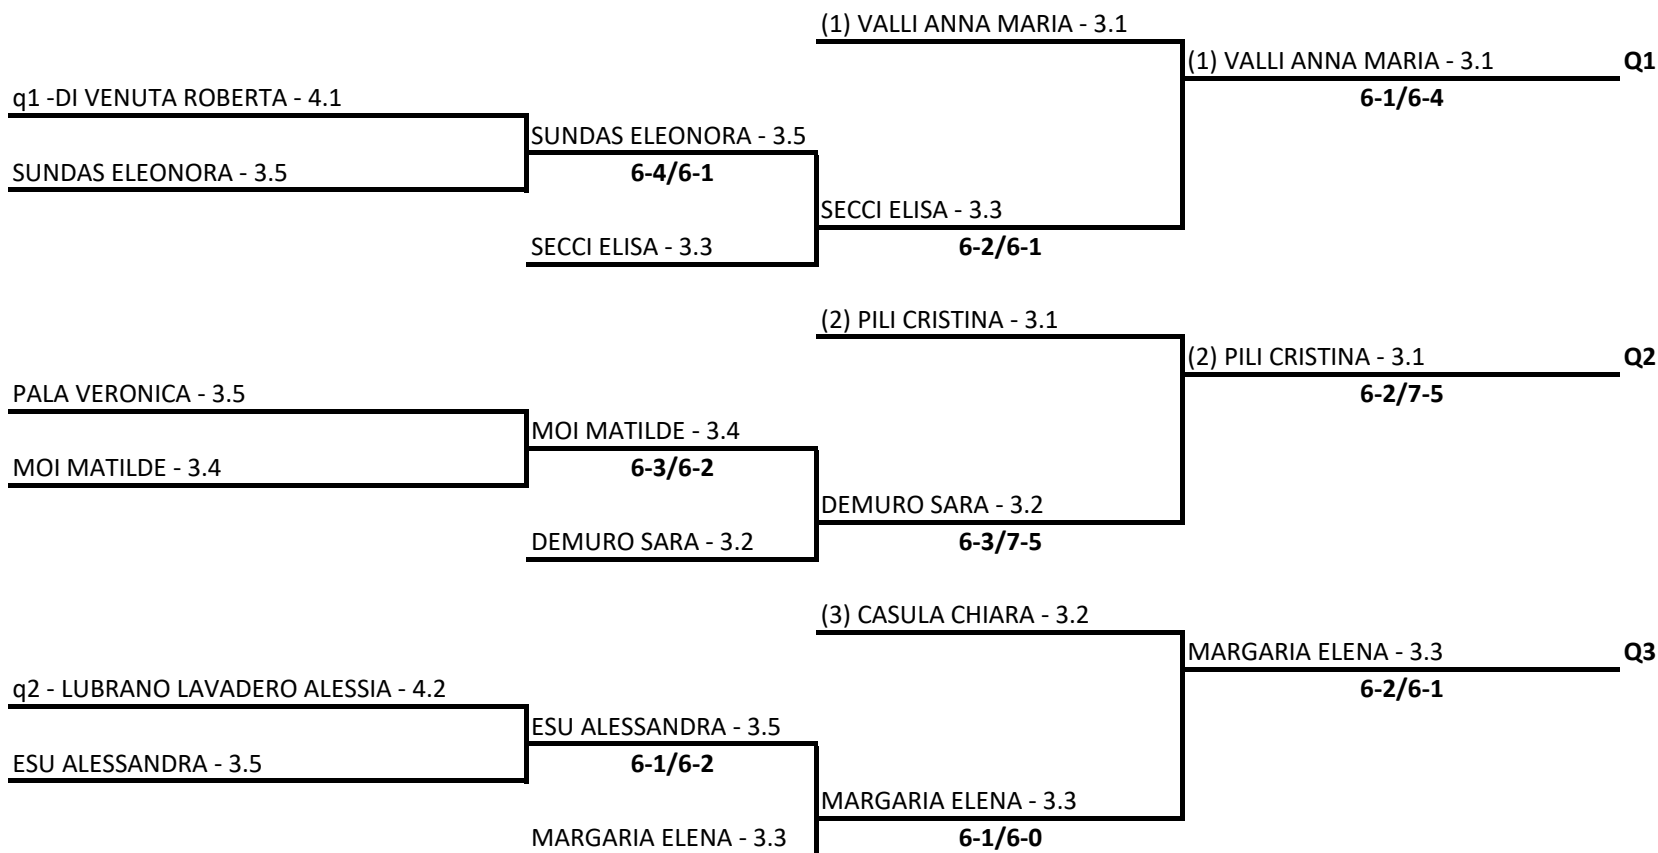 (1) VALLI ANNA MARIA - 3.1
(1) VALLI ANNA MARIA - 3.1 Q1
q1 -DI VENUTA ROBERTA - 4.1 6-1/6-4
SUNDAS ELEONORA - 3.5
SUNDAS ELEONORA - 3.5 6-4/6-1
SECCI ELISA - 3.3
SECCI ELISA - 3.3 6-2/6-1
(2) PILI CRISTINA - 3.1
(2) PILI CRISTINA - 3.1 Q2
PALA VERONICA - 3.5 6-2/7-5
MOI MATILDE - 3.4
MOI MATILDE - 3.4 6-3/6-2
DEMURO SARA - 3.2
DEMURO SARA - 3.2 6-3/7-5
(3) CASULA CHIARA - 3.2
MARGARIA ELENA - 3.3 Q3
q2 - LUBRANO LAVADERO ALESSIA - 4.2 6-2/6-1
ESU ALESSANDRA - 3.5
ESU ALESSANDRA - 3.5 6-1/6-2
MARGARIA ELENA - 3.3
MARGARIA ELENA - 3.3 6-1/6-0